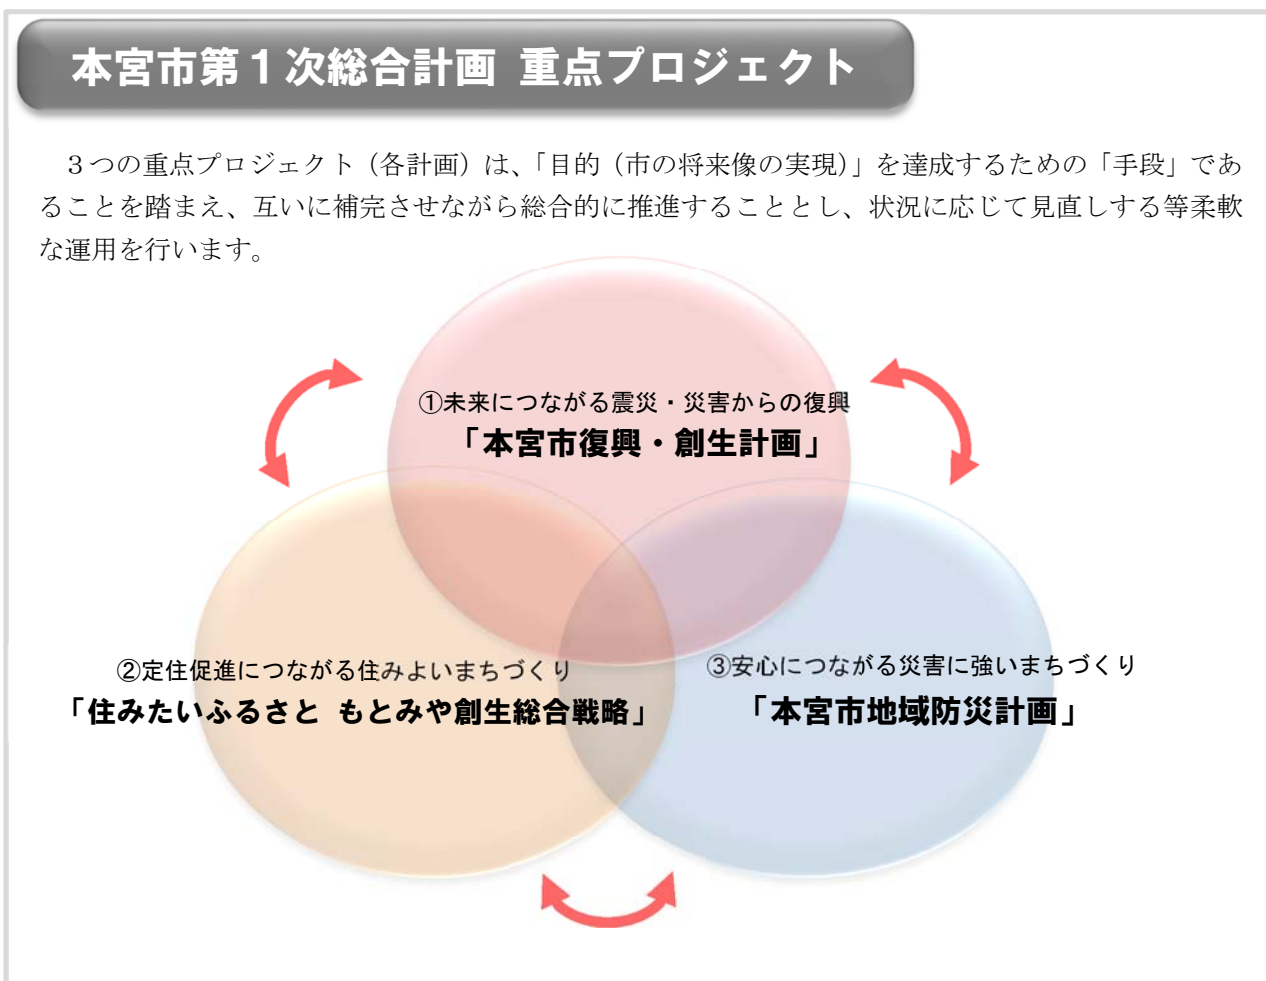 本宮市第１次総合計画 重点プロジェクト
３つの重点プロジェクト（各計画）は、「目的（市の将来像の実現）」を達成するための「手段」であ
ることを踏まえ、互いに補完させながら総合的に推進することとし、状況に応じて見直しする等柔軟
な運用を行います。
①未来につながる震災・災害からの復興
「本宮市復興・創生計画」
②定住促進につながる住みよいまちづくり
「住みたいふるさと もとみや創生総合戦略」
③安心につながる災害に強いまちづくり
「本宮市地域防災計画」